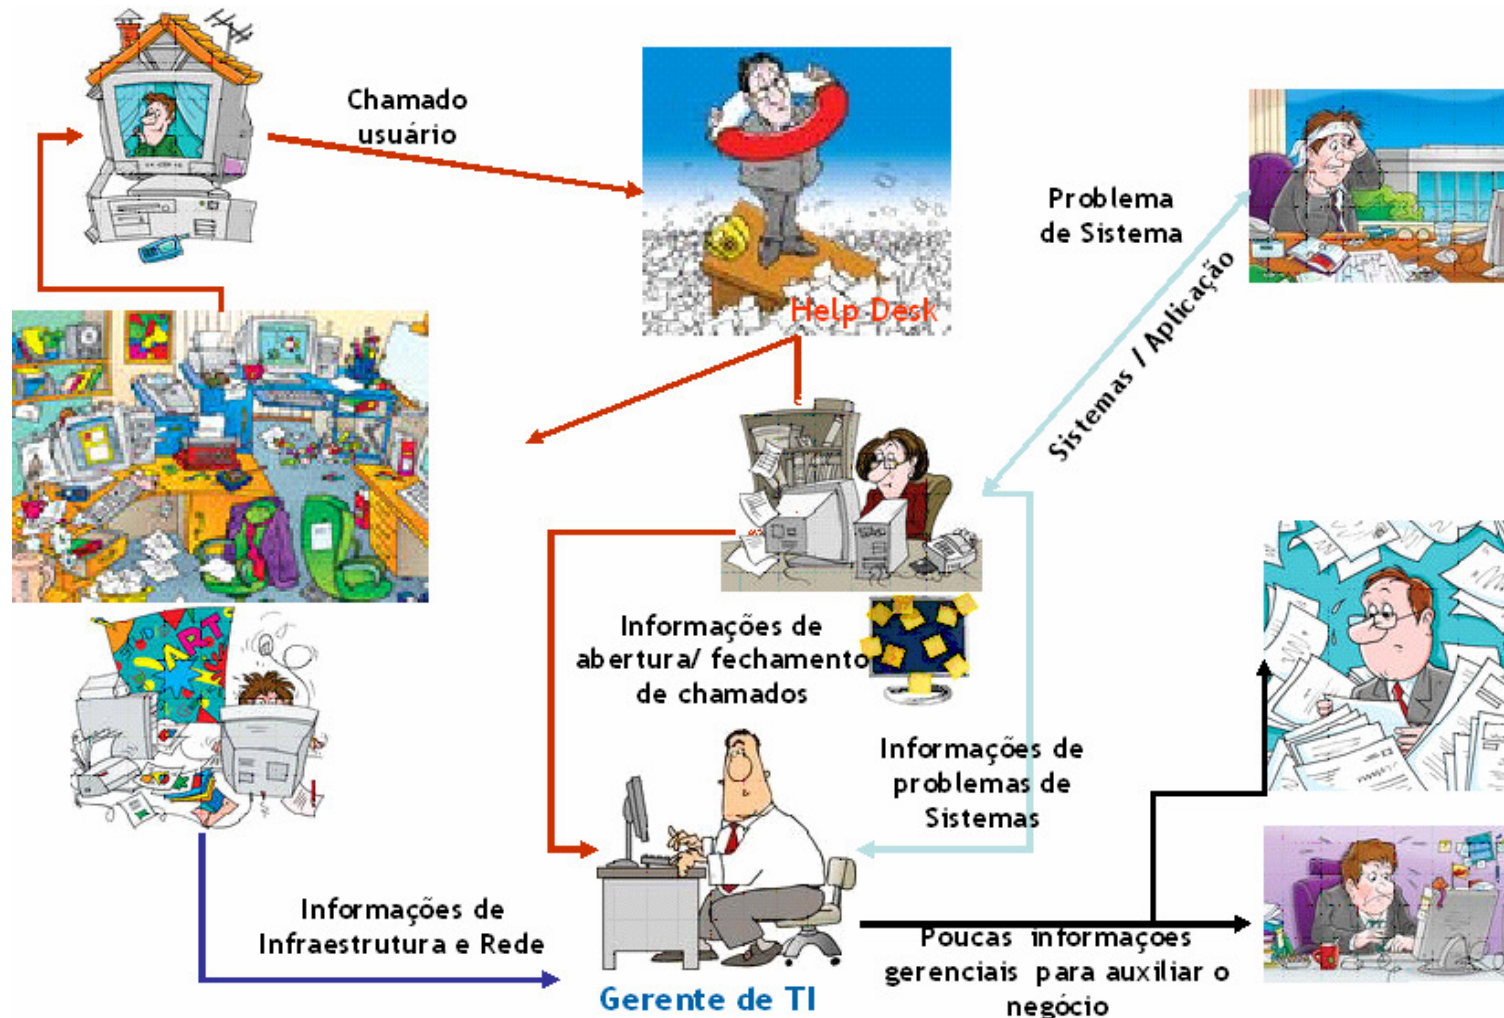 Chamado
usuário
Help Desk
Problema
de Sistema
Sistemas / Aplicação
ART
Informações de
abertura/ fechamento
de chamados
Informações de
problemas de
Sistemas
Informações de
Infraestrutura e Rede
Gerente de TI
Poucas informações
gerenciais para auxiliar o
negócio